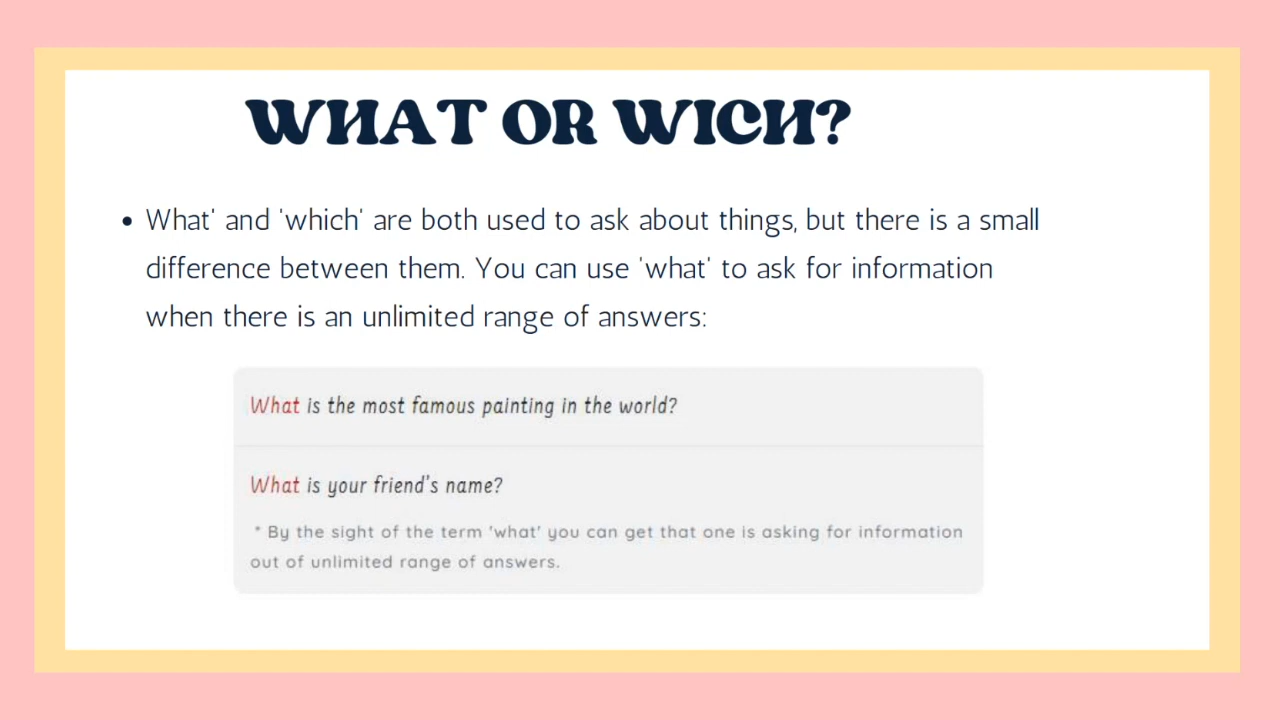 WHAT OR WICH?
• What' and 'which' are both used to ask about things, but there is a small
difference between them. You can use 'what' to ask for information
when there is an unlimited range of answers:
What is the most famous painting in the world?
What is your friend's name?
* By the sight of the term 'what' you can get that one is asking for information
out of unlimited range of answers.